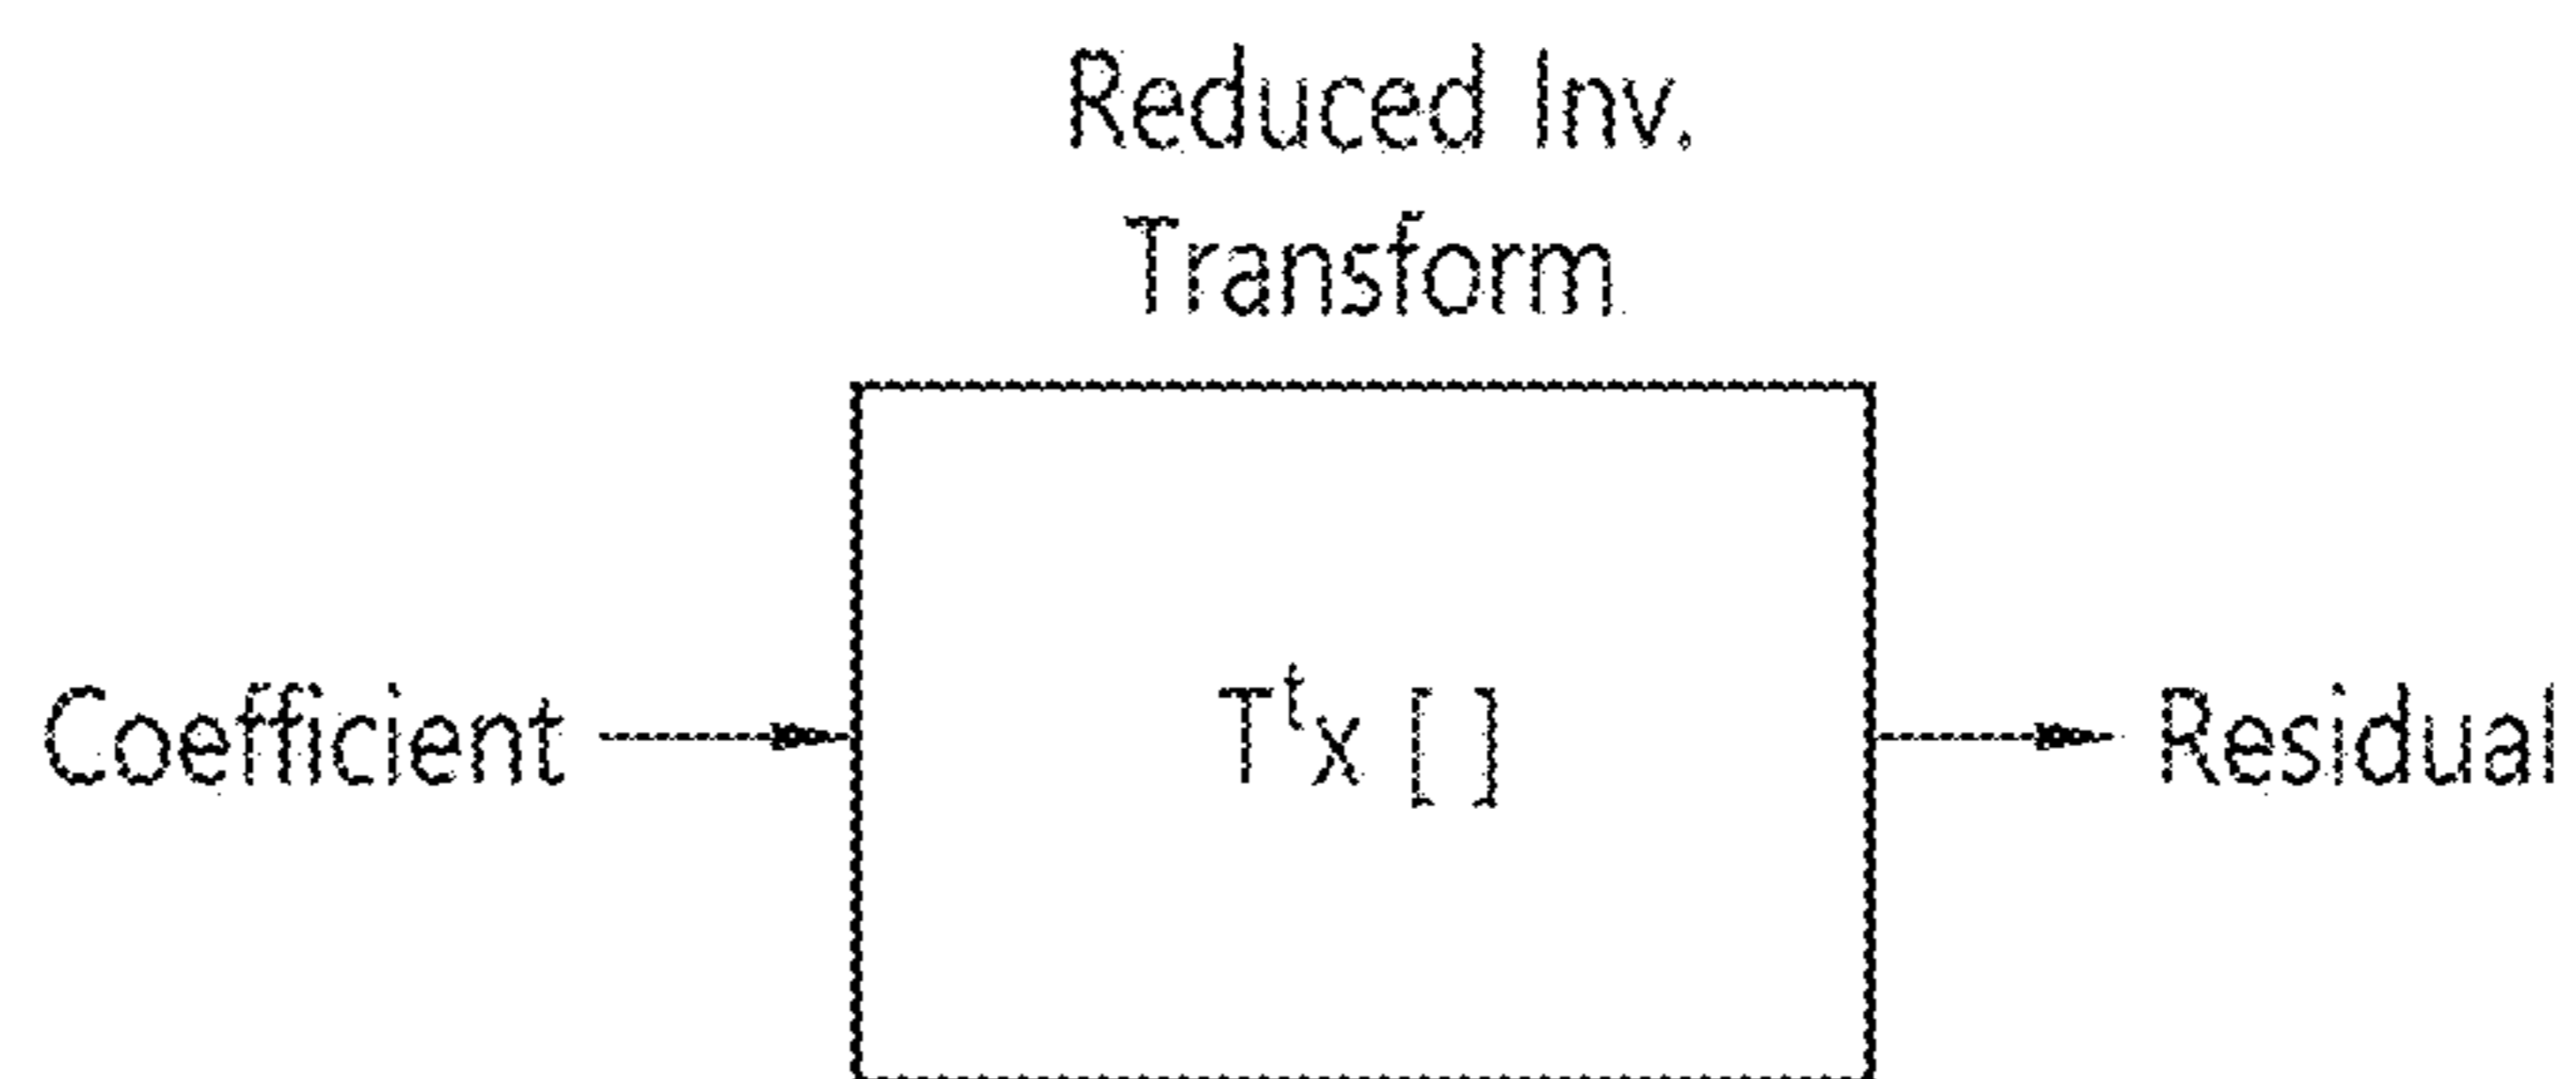 Reduced Inv.
Transform
Coefficient
Tᵗx [ ]
Residual